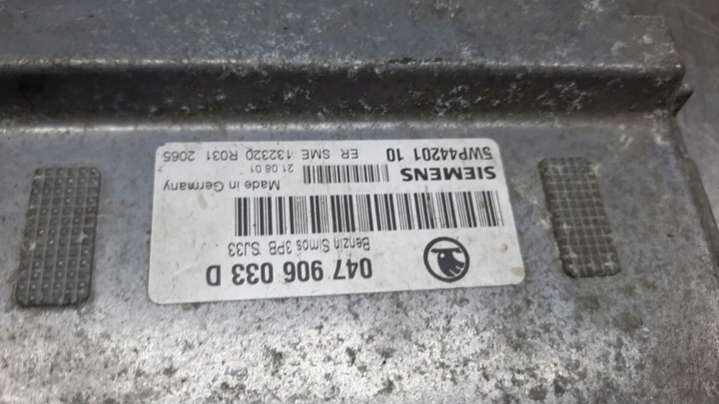 047 906 033 D
Benzin Simos 3PB SJ33
SIEMENS
5WP44201 10
Made in Germany
21.08.01
ER SME 132320 R031 2065